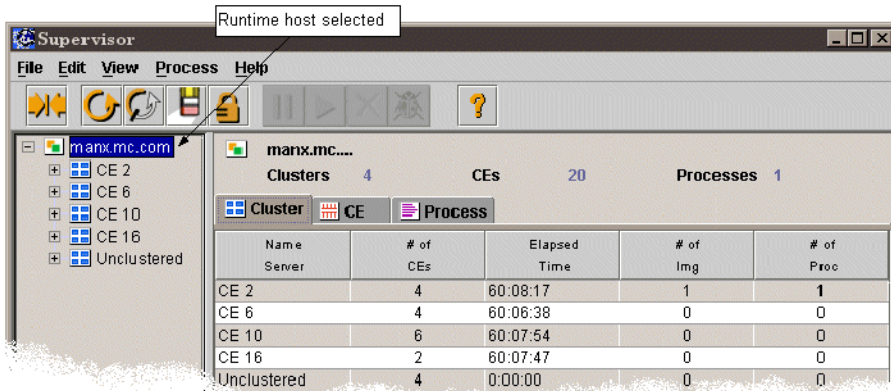 Runtime host selected
Supervisor
File Edit View Process Help
manx.mc.com
CE 2
CE 6
CE 10
CE 16
Unclustered
manx.mc....
Clusters 4 CEs 20 Processes 1
Cluster CE Process
Name Server # of CEs Elapsed Time # of Img # of Proc
CE 2 4 60:08:17 1 1
CE 6 4 60:06:38 0 0
CE 10 6 60:07:54 0 0
CE 16 2 60:07:47 0 0
Unclustered 4 0:00:00 0 0